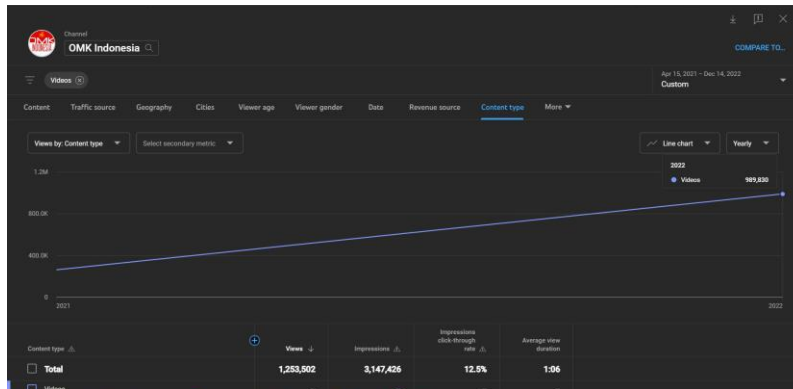 Channel
OMK Indonesia
COMPARE TO...
Videos
Apr 15, 2021 – Dec 14, 2022
Custom
Content Traffic source Geography Cities Viewer age Viewer gender Date Revenue source Content type More
Views by: Content type Select secondary metric Line chart Yearly
2022
Videos 989,830
1.2M
800.0K
400.0K
0
2021 2022
Content type Views Impressions Impressions click-through rate Average view duration
Total 1,253,502 3,147,426 12.5% 1:06
Videos